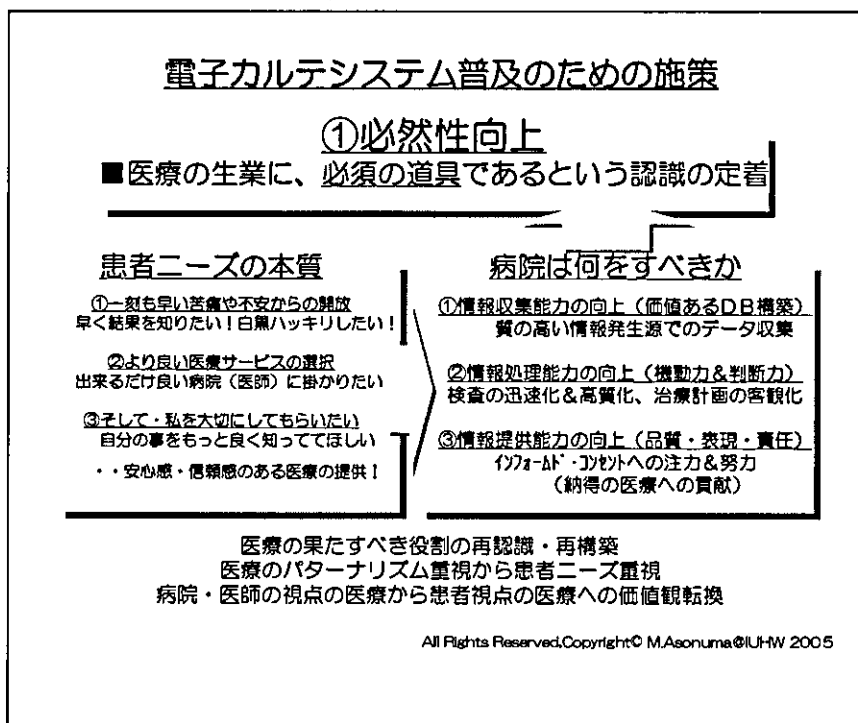 電子カルテシステム普及のための施策
①必然性向上
■医療の生業に、必須の道具であるという認識の定着
患者ニーズの本質
①一刻も早い苦痛や不安からの開放
早く結果を知りたい！白黒ハッキリしたい！
②より良い医療サービスの選択
出来るだけ良い病院（医師）に掛かりたい
③そして・私を大切にしてもらいたい
自分の事をもっと良く知っててほしい
・・安心感・信頼感のある医療の提供！
病院は何をすべきか
①情報収集能力の向上（価値あるＤＢ構築）
質の高い情報発生源でのデータ収集
②情報処理能力の向上（機動力＆判断力）
検査の迅速化＆高質化、治療計画の客観化
③情報提供能力の向上（品質・表現・責任）
ｲﾝﾌｫｰﾑﾄﾞ･ｺﾝｾﾝﾄへの注力＆努力
（納得の医療への貢献）
医療の果たすべき役割の再認識・再構築
医療のパターナリズム重視から患者ニーズ重視
病院・医師の視点の医療から患者視点の医療への価値観転換
All Rights Reserved,Copyright© M.Asonuma@IUHW 2005